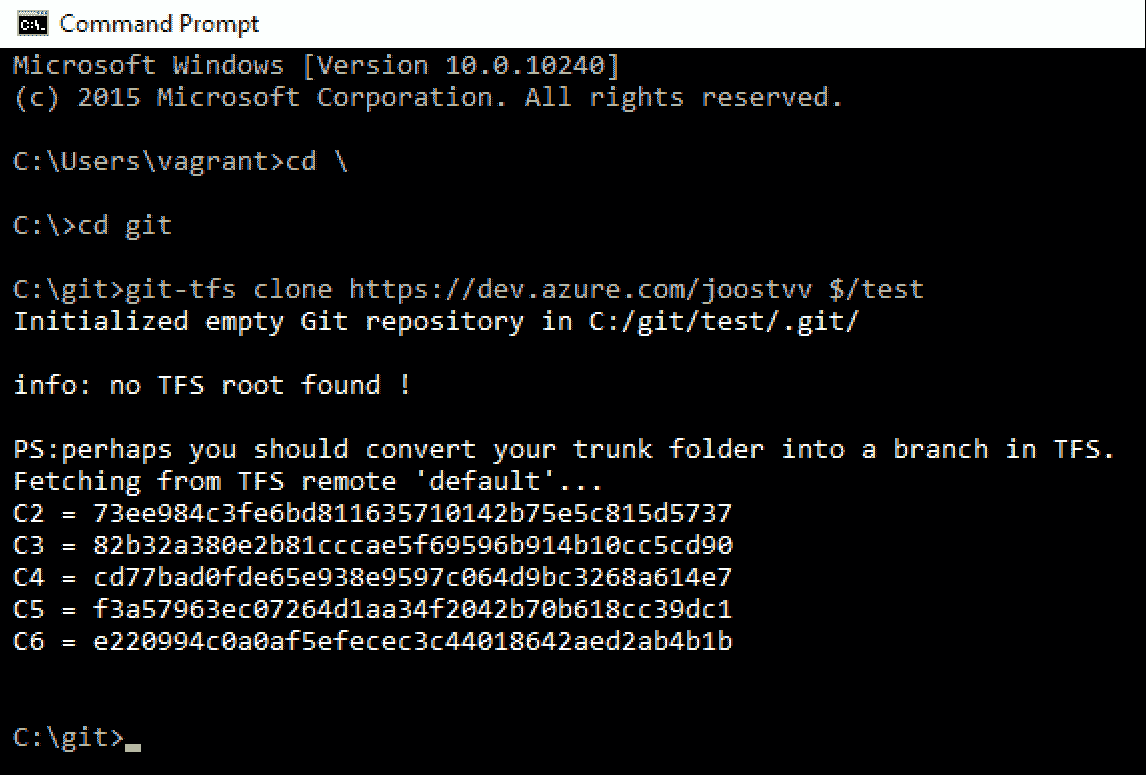 Command Prompt
Microsoft Windows [Version 10.0.10240]
(c) 2015 Microsoft Corporation. All rights reserved.
C:\Users\vagrant>cd \
C:\>cd git
C:\git>git-tfs clone https://dev.azure.com/joostvv $/test
Initialized empty Git repository in C:/git/test/.git/
info: no TFS root found !
PS:perhaps you should convert your trunk folder into a branch in TFS.
Fetching from TFS remote 'default'...
C2 = 73ee984c3fe6bd811635710142b75e5c815d5737
C3 = 82b32a380e2b81cccae5f69596b914b10cc5cd90
C4 = cd77bad0fde65e938e9597c064d9bc3268a614e7
C5 = f3a57963ec07264d1aa34f2042b70b618cc39dc1
C6 = e220994c0a0af5efecec3c44018642aed2ab4b1b
C:\git>_